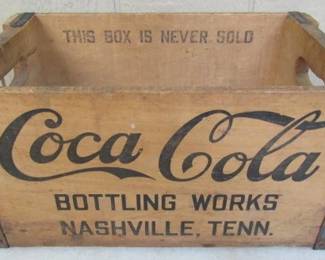 THIS BOX IS NEVER SOLD
Coca Cola
BOTTLING WORKS
NASHVILLE, TENN.